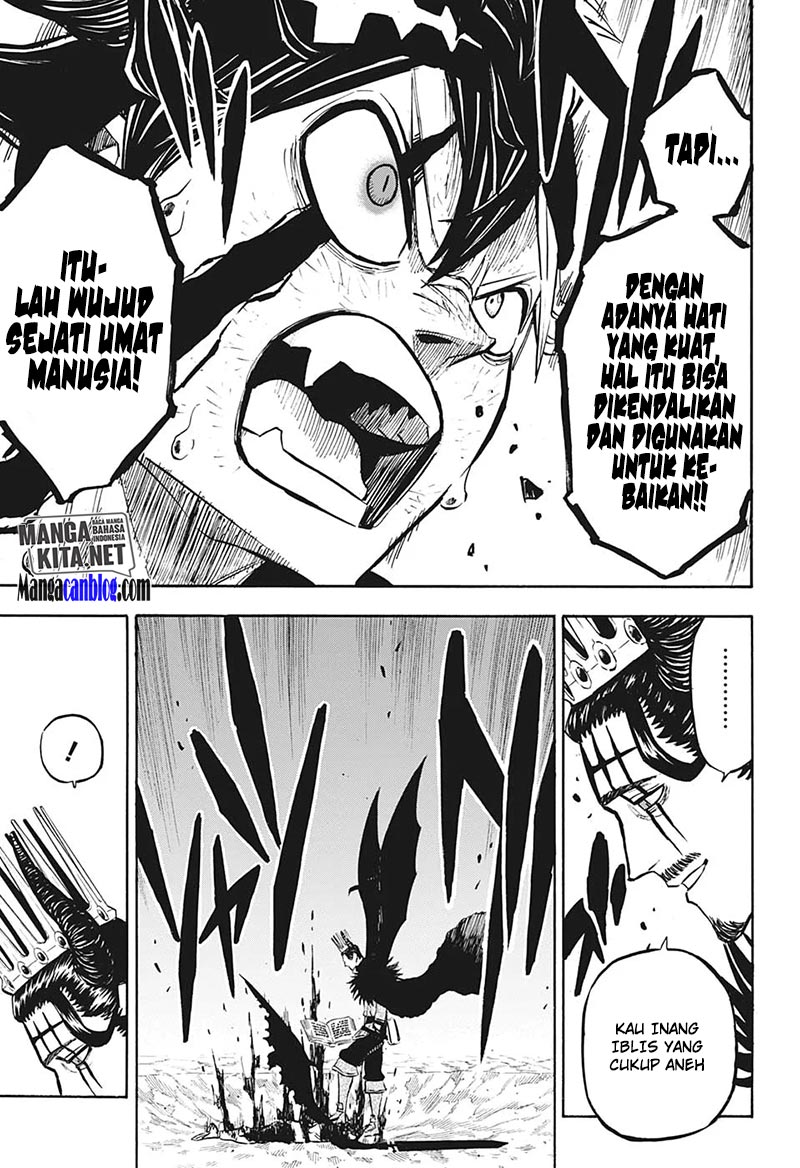 TAPI...
DENGAN
ADANYA HATI
YANG KUAT,
HAL ITU BISA
DIKENDALIKAN
DAN DIGUNAKAN
UNTUK KE-
BAIKAN!!
ITU-
LAH WUJUD
SEJATI UMAT
MANUSIA!
MANGA
KITA.NET
BACA MANGA
BAHASA
INDONESIA
Mangacanblog.com
.........
KAU INANG
IBLIS YANG
CUKUP ANEH
!